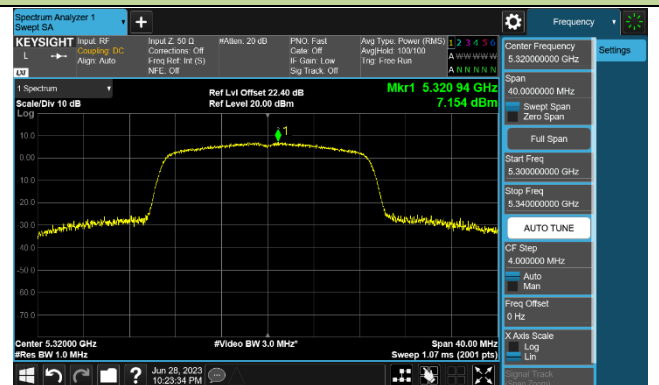 Spectrum Analyzer 1
Swept SA
+
Frequency
KEYSIGHT
L
LXI
Input: RF
Coupling: DC
Align: Auto
Input Z: 50 Ω
Corrections: Off
Freq Ref: Int (S)
NFE: Off
#Atten: 20 dB
PNO: Fast
Gate: Off
IF Gain: Low
Sig Track: Off
Avg Type: Power (RMS)
Avg|Hold: 100/100
Trig: Free Run
1 2 3 4 5 6
A W W W W W
A N N N N N
1 Spectrum
Scale/Div 10 dB
Log
Ref Lvl Offset 22.40 dB
Ref Level 20.00 dBm
Mkr1 5.320 94 GHz
7.154 dBm
1
10.0
0.00
-10.0
-20.0
-30.0
-40.0
-50.0
-60.0
-70.0
Center 5.32000 GHz
#Res BW 1.0 MHz
#Video BW 3.0 MHz*
Span 40.00 MHz
Sweep 1.07 ms (2001 pts)
Center Frequency
5.320000000 GHz
Settings
Span
40.0000000 MHz
Swept Span
Zero Span
Full Span
Start Freq
5.300000000 GHz
Stop Freq
5.340000000 GHz
AUTO TUNE
CF Step
4.000000 MHz
Auto
Man
Freq Offset
0 Hz
X Axis Scale
Log
Lin
Signal Track
(Span Zoom)
?
Jun 28, 2023
10:23:34 PM